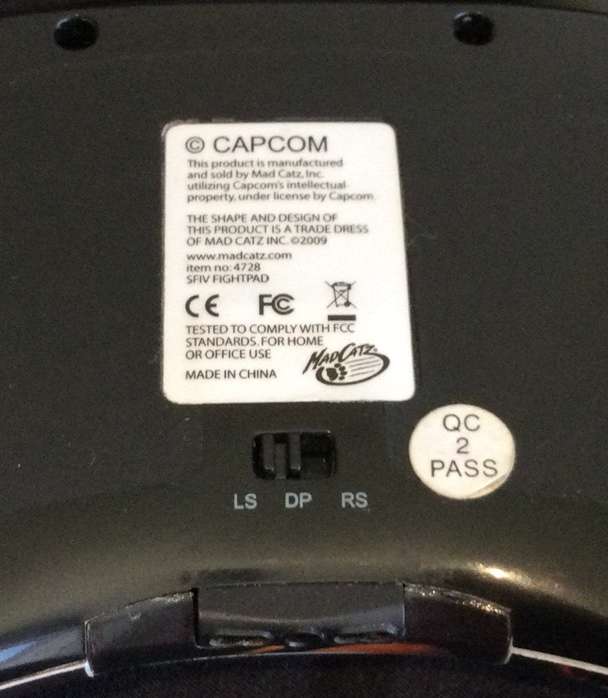 © CAPCOM
This product is manufactured
and sold by Mad Catz, Inc.
utilizing Capcom's intellectual
property, under license by Capcom
THE SHAPE AND DESIGN OF
THIS PRODUCT IS A TRADE DRESS
OF MAD CATZ INC. ©2009
www.madcatz.com
item no: 4728
SFIV FIGHTPAD
CE FC
TESTED TO COMPLY WITH FCC
STANDARDS. FOR HOME
OR OFFICE USE
MADE IN CHINA
MAD CATZ
QC
2
PASS
LS DP RS